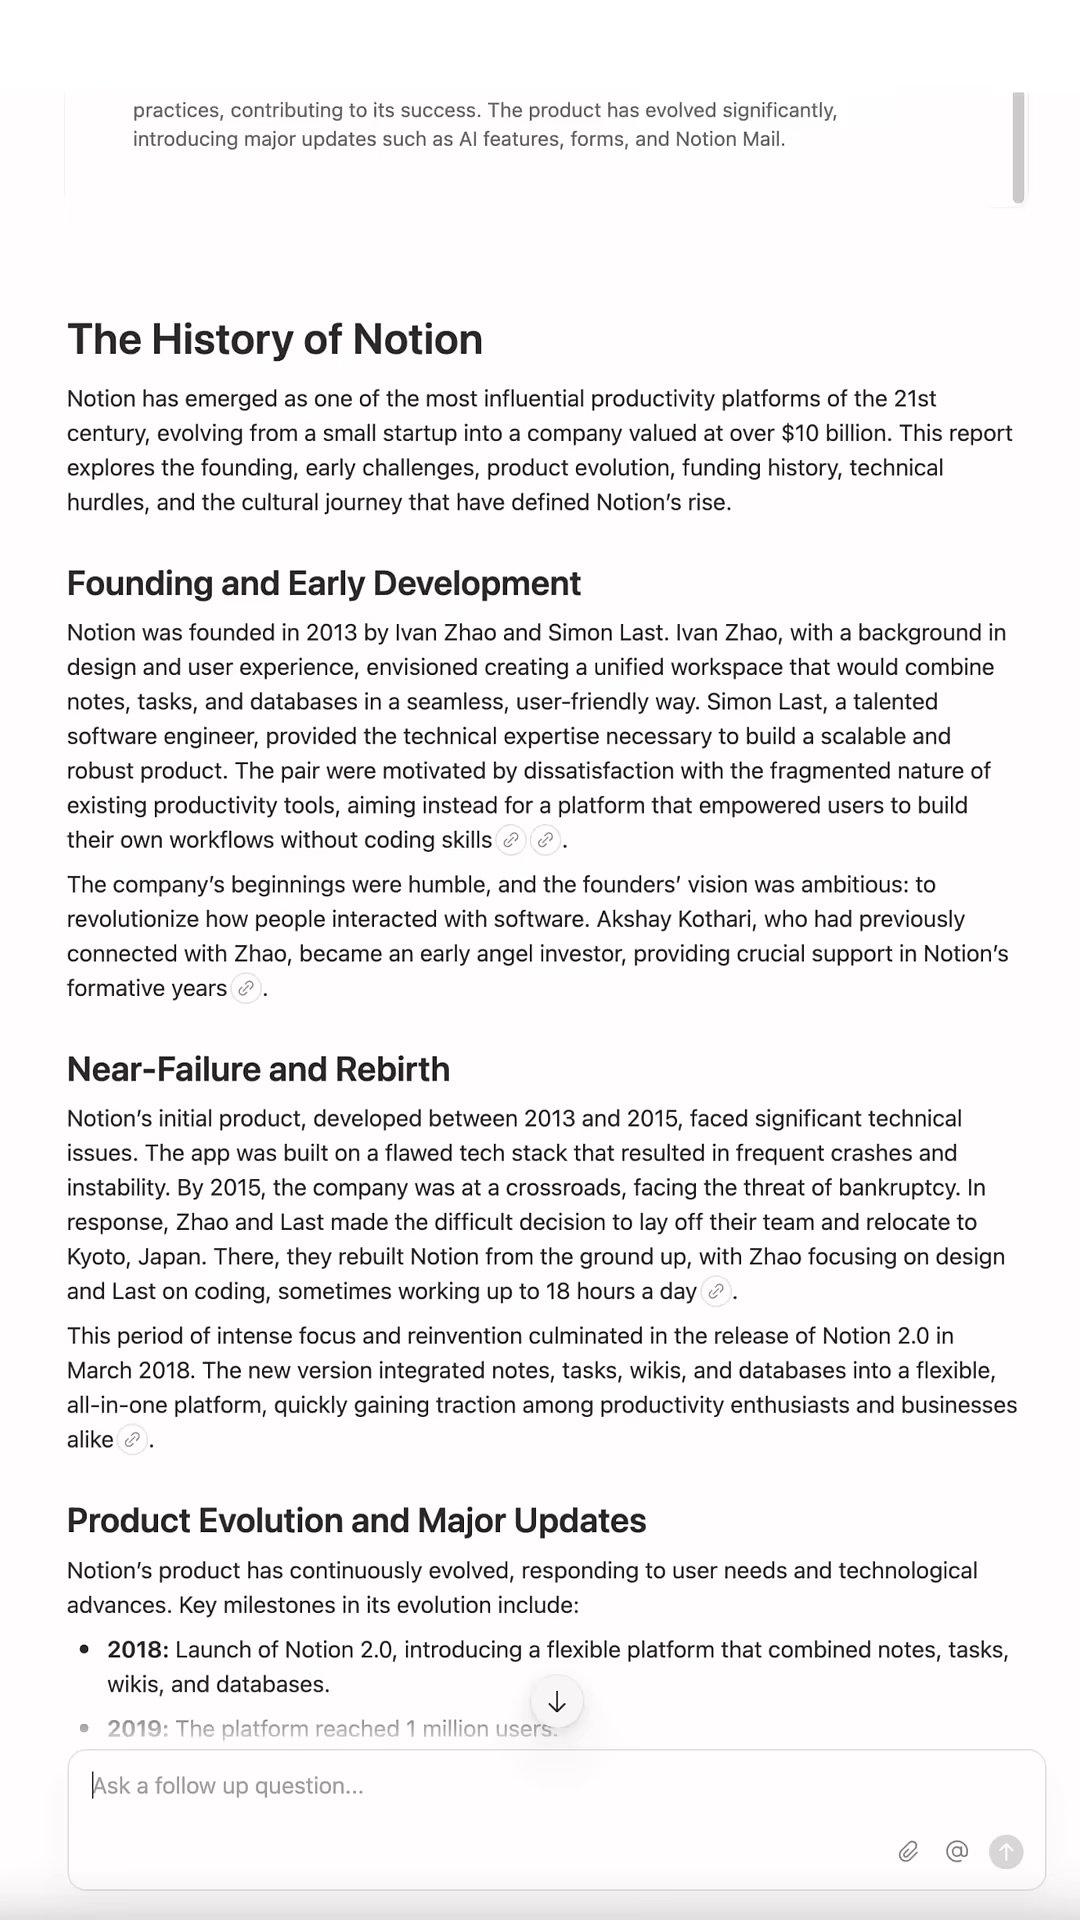 practices, contributing to its success. The product has evolved significantly,
introducing major updates such as AI features, forms, and Notion Mail.
The History of Notion
Notion has emerged as one of the most influential productivity platforms of the 21st
century, evolving from a small startup into a company valued at over $10 billion. This report
explores the founding, early challenges, product evolution, funding history, technical
hurdles, and the cultural journey that have defined Notion’s rise.
Founding and Early Development
Notion was founded in 2013 by Ivan Zhao and Simon Last. Ivan Zhao, with a background in
design and user experience, envisioned creating a unified workspace that would combine
notes, tasks, and databases in a seamless, user-friendly way. Simon Last, a talented
software engineer, provided the technical expertise necessary to build a scalable and
robust product. The pair were motivated by dissatisfaction with the fragmented nature of
existing productivity tools, aiming instead for a platform that empowered users to build
their own workflows without coding skills.
The company’s beginnings were humble, and the founders’ vision was ambitious: to
revolutionize how people interacted with software. Akshay Kothari, who had previously
connected with Zhao, became an early angel investor, providing crucial support in Notion’s
formative years.
Near-Failure and Rebirth
Notion’s initial product, developed between 2013 and 2015, faced significant technical
issues. The app was built on a flawed tech stack that resulted in frequent crashes and
instability. By 2015, the company was at a crossroads, facing the threat of bankruptcy. In
response, Zhao and Last made the difficult decision to lay off their team and relocate to
Kyoto, Japan. There, they rebuilt Notion from the ground up, with Zhao focusing on design
and Last on coding, sometimes working up to 18 hours a day.
This period of intense focus and reinvention culminated in the release of Notion 2.0 in
March 2018. The new version integrated notes, tasks, wikis, and databases into a flexible,
all-in-one platform, quickly gaining traction among productivity enthusiasts and businesses
alike.
Product Evolution and Major Updates
Notion’s product has continuously evolved, responding to user needs and technological
advances. Key milestones in its evolution include:
• 2018: Launch of Notion 2.0, introducing a flexible platform that combined notes, tasks,
wikis, and databases.
• 2019: The platform reached 1 million users.
Ask a follow up question...